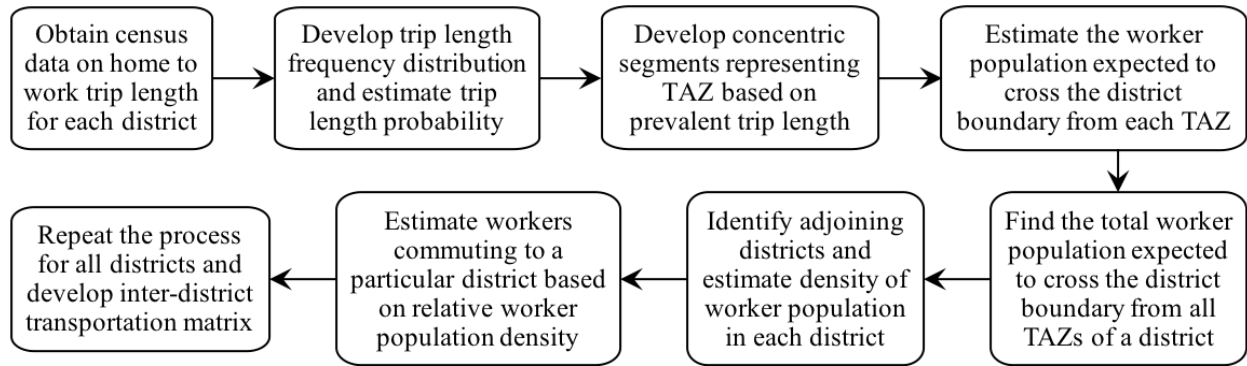 Obtain census
data on home to
work trip length
for each district
Develop trip length
frequency distribution
and estimate trip
length probability
Develop concentric
segments representing
TAZ based on
prevalent trip length
Estimate the worker
population expected to
cross the district
boundary from each TAZ
Find the total worker
population expected
to cross the district
boundary from all
TAZs of a district
Identify adjoining
districts and
estimate density of
worker population
in each district
Estimate workers
commuting to a
particular district based
on relative worker
population density
Repeat the process
for all districts and
develop inter-district
transportation matrix